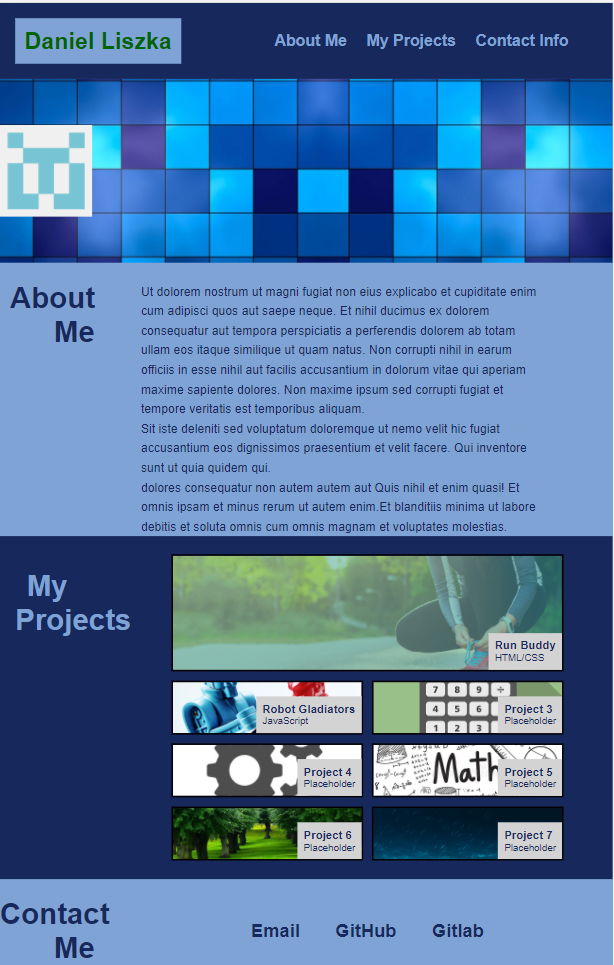 Daniel Liszka
About Me
My Projects
Contact Info
About
Me
Ut dolorem nostrum ut magni fugiat non eius explicabo et cupiditate enim
cum adipisci quos aut saepe neque. Et nihil ducimus ex dolorem
consequatur aut tempora perspiciatis a perferendis dolorem ab totam
ullam eos itaque similique ut quam natus. Non corrupti nihil in earum
officiis in esse nihil aut facilis accusantium in dolorum vitae qui aperiam
maxime sapiente dolores. Non maxime ipsum sed corrupti fugiat et
tempore veritatis est temporibus aliquam.
Sit iste deleniti sed voluptatum doloremque ut nemo velit hic fugiat
accusantium eos dignissimos praesentium et velit facere. Qui inventore
sunt ut quia quidem qui.
dolores consequatur non autem autem aut Quis nihil et enim quasi! Et
omnis ipsam et minus rerum ut autem enim.Et blanditiis minima ut labore
debitis et soluta omnis cum omnis magnam et voluptates molestias.
My
Projects
Run Buddy
HTML/CSS
Robot Gladiators
JavaScript
7 8 9 ÷
4 5 6
1 2 3
Project 3
Placeholder
Project 4
Placeholder
Math
Project 5
Placeholder
Project 6
Placeholder
Project 7
Placeholder
Contact
Me
Email
GitHub
Gitlab